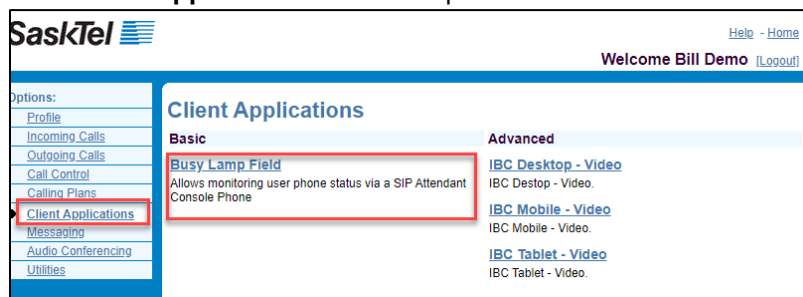 SaskTel
Help - Home
Welcome Bill Demo [Logout]
Options:
Profile
Incoming Calls
Outgoing Calls
Call Control
Calling Plans
Client Applications
Messaging
Audio Conferencing
Utilities
Client Applications
Basic
Busy Lamp Field
Allows monitoring user phone status via a SIP Attendant
Console Phone
Advanced
IBC Desktop - Video
IBC Destop - Video.
IBC Mobile - Video
IBC Mobile - Video.
IBC Tablet - Video
IBC Tablet - Video.